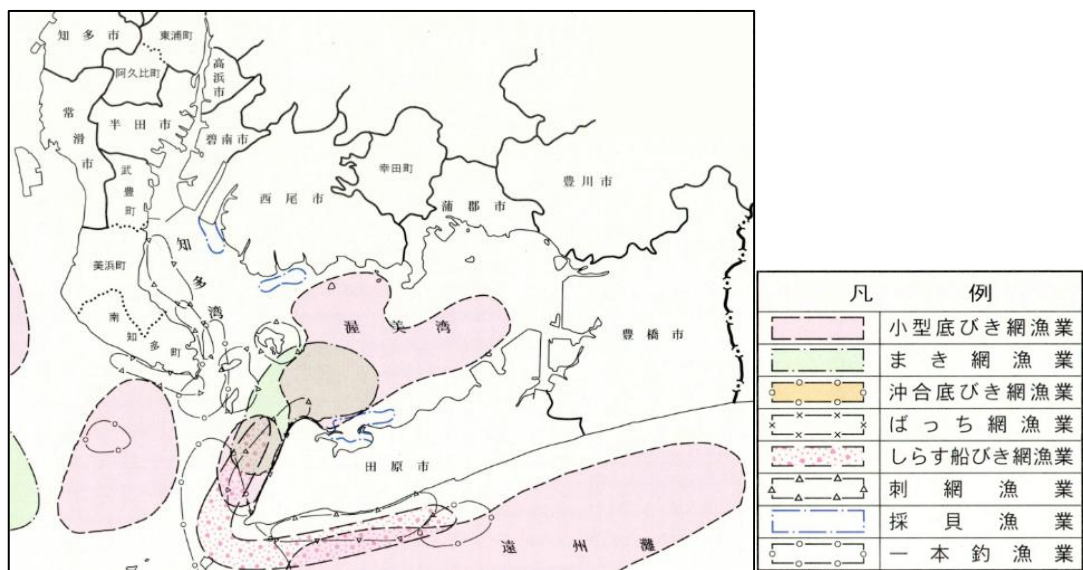 知多市
東浦町
阿久比町
高浜市
常滑市
半田市
碧南市
武豊町
西尾市
幸田町
蒲郡市
豊川市
知多湾
美浜町
南知多町
渥美湾
豊橋市
田原市
遠州灘
凡例
小型底びき網漁業
まき網漁業
沖合底びき網漁業
ばっち網漁業
しらす船びき網漁業
刺網漁業
採貝漁業
一本釣漁業